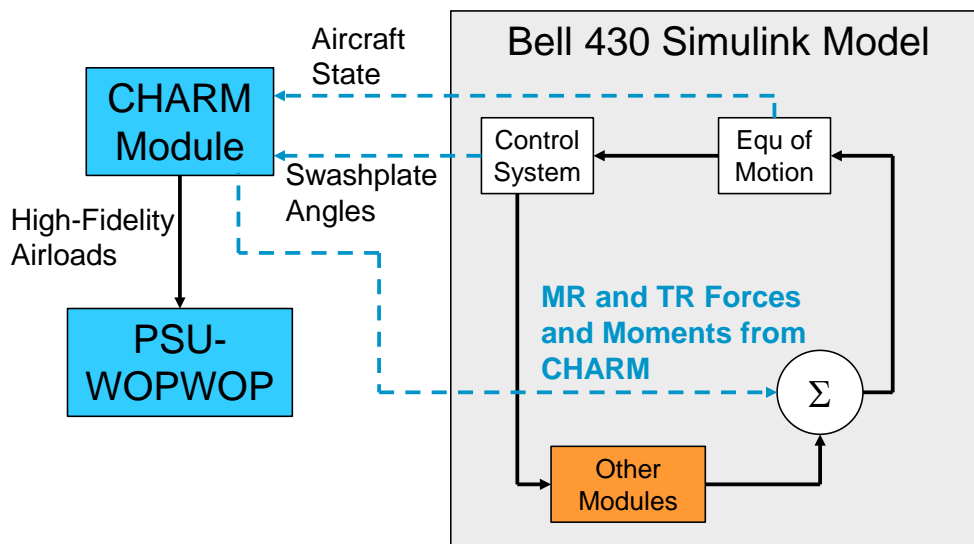 Bell 430 Simulink Model
Aircraft
State
CHARM
Module
Control
System
Equ of
Motion
Swashplate
Angles
High-Fidelity
Airloads
MR and TR Forces
and Moments from
CHARM
PSU-
WOPWOP
Σ
Other
Modules